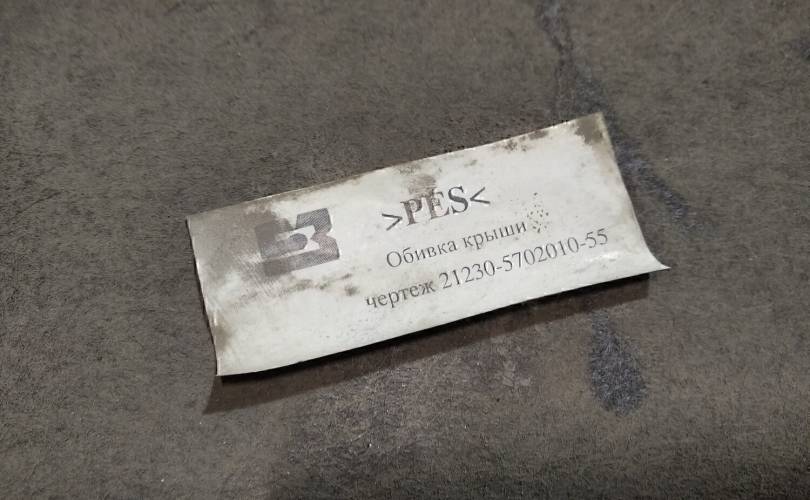 >PES<
Обивка крыши
чертеж 21230-5702010-55